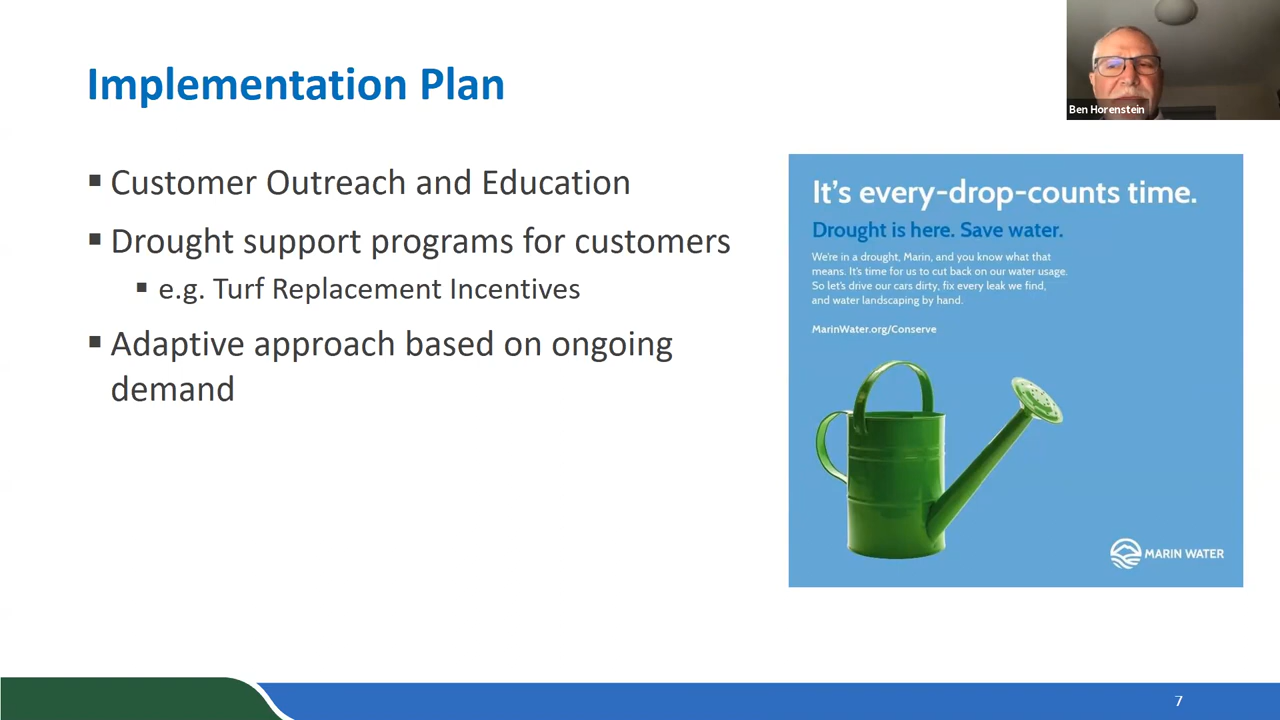 Implementation Plan
Ben Horenstein
▪ Customer Outreach and Education
▪ Drought support programs for customers
▪ e.g. Turf Replacement Incentives
▪ Adaptive approach based on ongoing
demand
It's every-drop-counts time.
Drought is here. Save water.
We're in a drought, Marin, and you know what that
means. It's time for us to cut back on our water usage.
So let's drive our cars dirty, fix every leak we find,
and water landscaping by hand.
MarinWater.org/Conserve
MARIN WATER
7